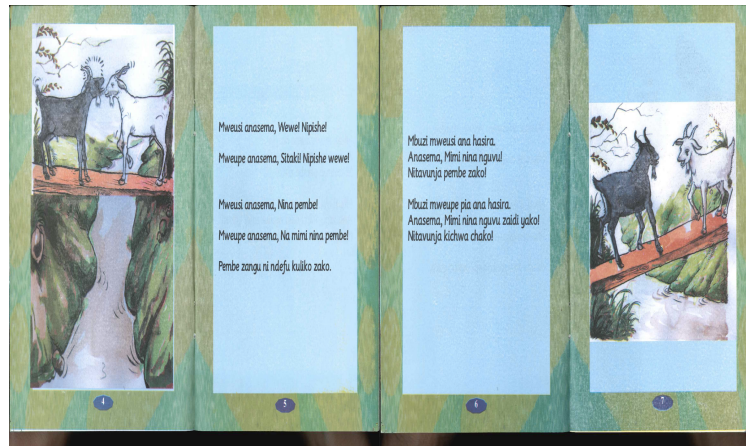 4
Mweusi anasema, Wewe! Nipishe!
Mweupe anasema, Sitaki! Nipishe wewe!
Mweusi anasema, Nina pembe!
Mweupe anasema, Na mimi nina pembe!
Pembe zangu ni ndefu kuliko zako.
5
Mbuzi mweusi ana hasira.
Anasema, Mimi nina nguvu!
Nitavunja pembe zako!
Mbuzi mweupe pia ana hasira.
Anasema, Mimi nina nguvu zaidi yako!
Nitavunja kichwa chako!
6
7